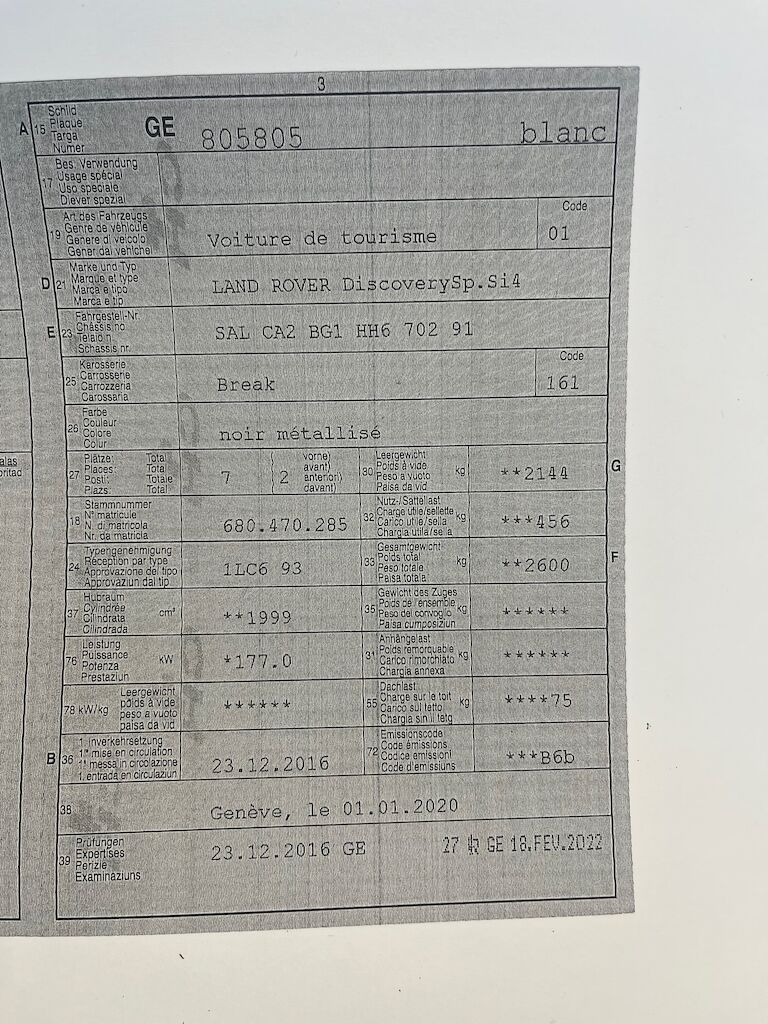 3
A 15 Schild Plaque Targa Numer GE 805805 blanc
17 Bes. Verwendung Usage spécial Uso speciale Diever spezial
19 Art des Fahrzeugs Genre de véhicule Genere di veicolo Gener dal vehichel Voiture de tourisme Code 01
D 21 Marke und Typ Marque et type Marca e tipo Marca e tip LAND ROVER DiscoverySp.Si4
E 23 Fahrgestell-Nr. Châssis no Telaio n. Schassis nr. SAL CA2 BG1 HH6 702 91
25 Karosserie Carrosserie Carrozzeria Carossaria Break Code 161
26 Farbe Couleur Colore Colur noir métallisé
27 Plätze: Total Places: Total Posti: Totale Plazs: Total 7 ( 2 vorne) avant) anteriori) davant) 30 Leergewicht Poids à vide Peso a vuoto Paisa da vid kg **2144 G
18 Stammnummer N° matricule N. di matricola Nr. da matricla 680.470.285 32 Nutz-/Sattellast Charge utile/sellette Carico utile/sella Chargia utila/sella kg ***456
24 Typengenehmigung Réception par type Approvazione del tipo Approvaziun dal tip 1LC6 93 33 Gesamtgewicht Poids total Peso totale Paisa totala kg **2600 F
37 Hubraum Cylindrée Cilindrata Cilindrada cm³ **1999 35 Gewicht des Zuges Poids de l'ensemble Peso del convoglio Paisa cumposiziun kg ******
76 Leistung Puissance Potenza Prestaziun kW *177.0 31 Anhängelast Poids remorquable Carico rimorchiato Chargia annexa kg ******
78 kW/kg Leergewicht poids à vide peso a vuoto paisa da vid ****** 55 Dachlast Charge sur le toit Carico sul tetto Chargia sin il tetg kg ****75
B 36 1. Inverkehrsetzung 1.re mise en circulation 1.a messa in circolazione 1. entrada en circulaziun 23.12.2016 72 Emissionscode Code émissions Codice emissioni Code d'emissiuns ***B6b
38 Genève, le 01.01.2020
39 Prüfungen Expertises Perizie Examinaziuns 23.12.2016 GE 27 GE 18.FEV.2022